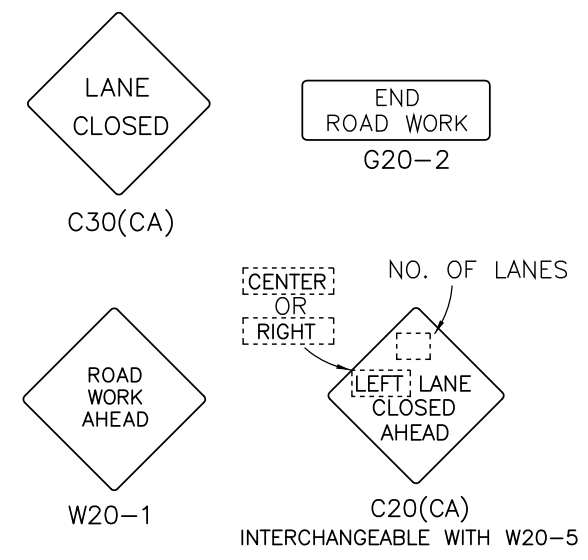 LANE
CLOSED
C30(CA)
END
ROAD WORK
G20-2
ROAD
WORK
AHEAD
W20-1
CENTER
OR
RIGHT
NO. OF LANES
LEFT LANE
CLOSED
AHEAD
C20(CA)
INTERCHANGEABLE WITH W20-5